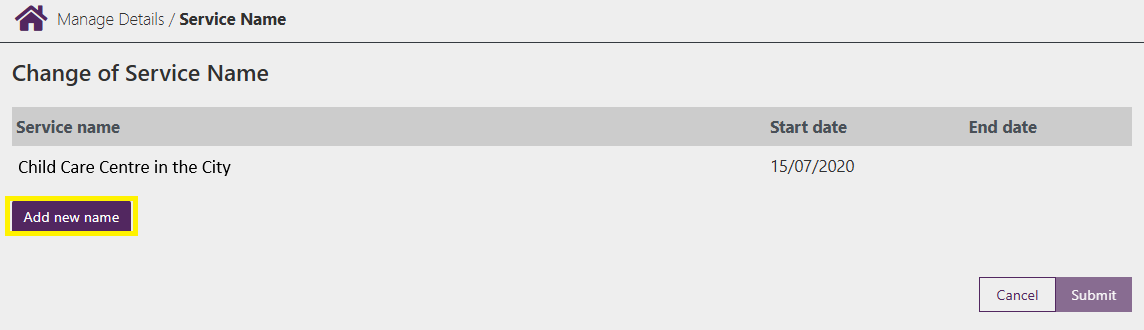 Manage Details / Service Name
Change of Service Name
Service name Start date End date
Child Care Centre in the City 15/07/2020
Add new name
Cancel Submit